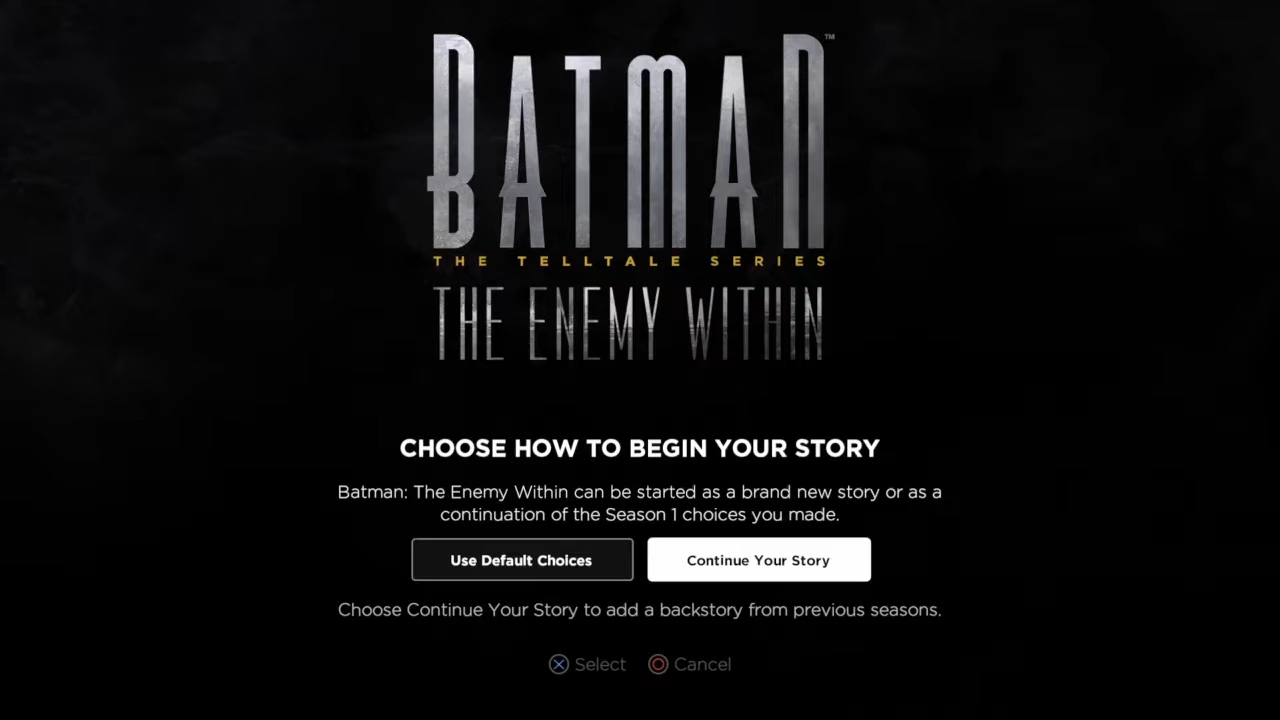 BATMAN™
THE TELLTALE SERIES
THE ENEMY WITHIN
CHOOSE HOW TO BEGIN YOUR STORY
Batman: The Enemy Within can be started as a brand new story or as a
continuation of the Season 1 choices you made.
Use Default Choices Continue Your Story
Choose Continue Your Story to add a backstory from previous seasons.
Select Cancel